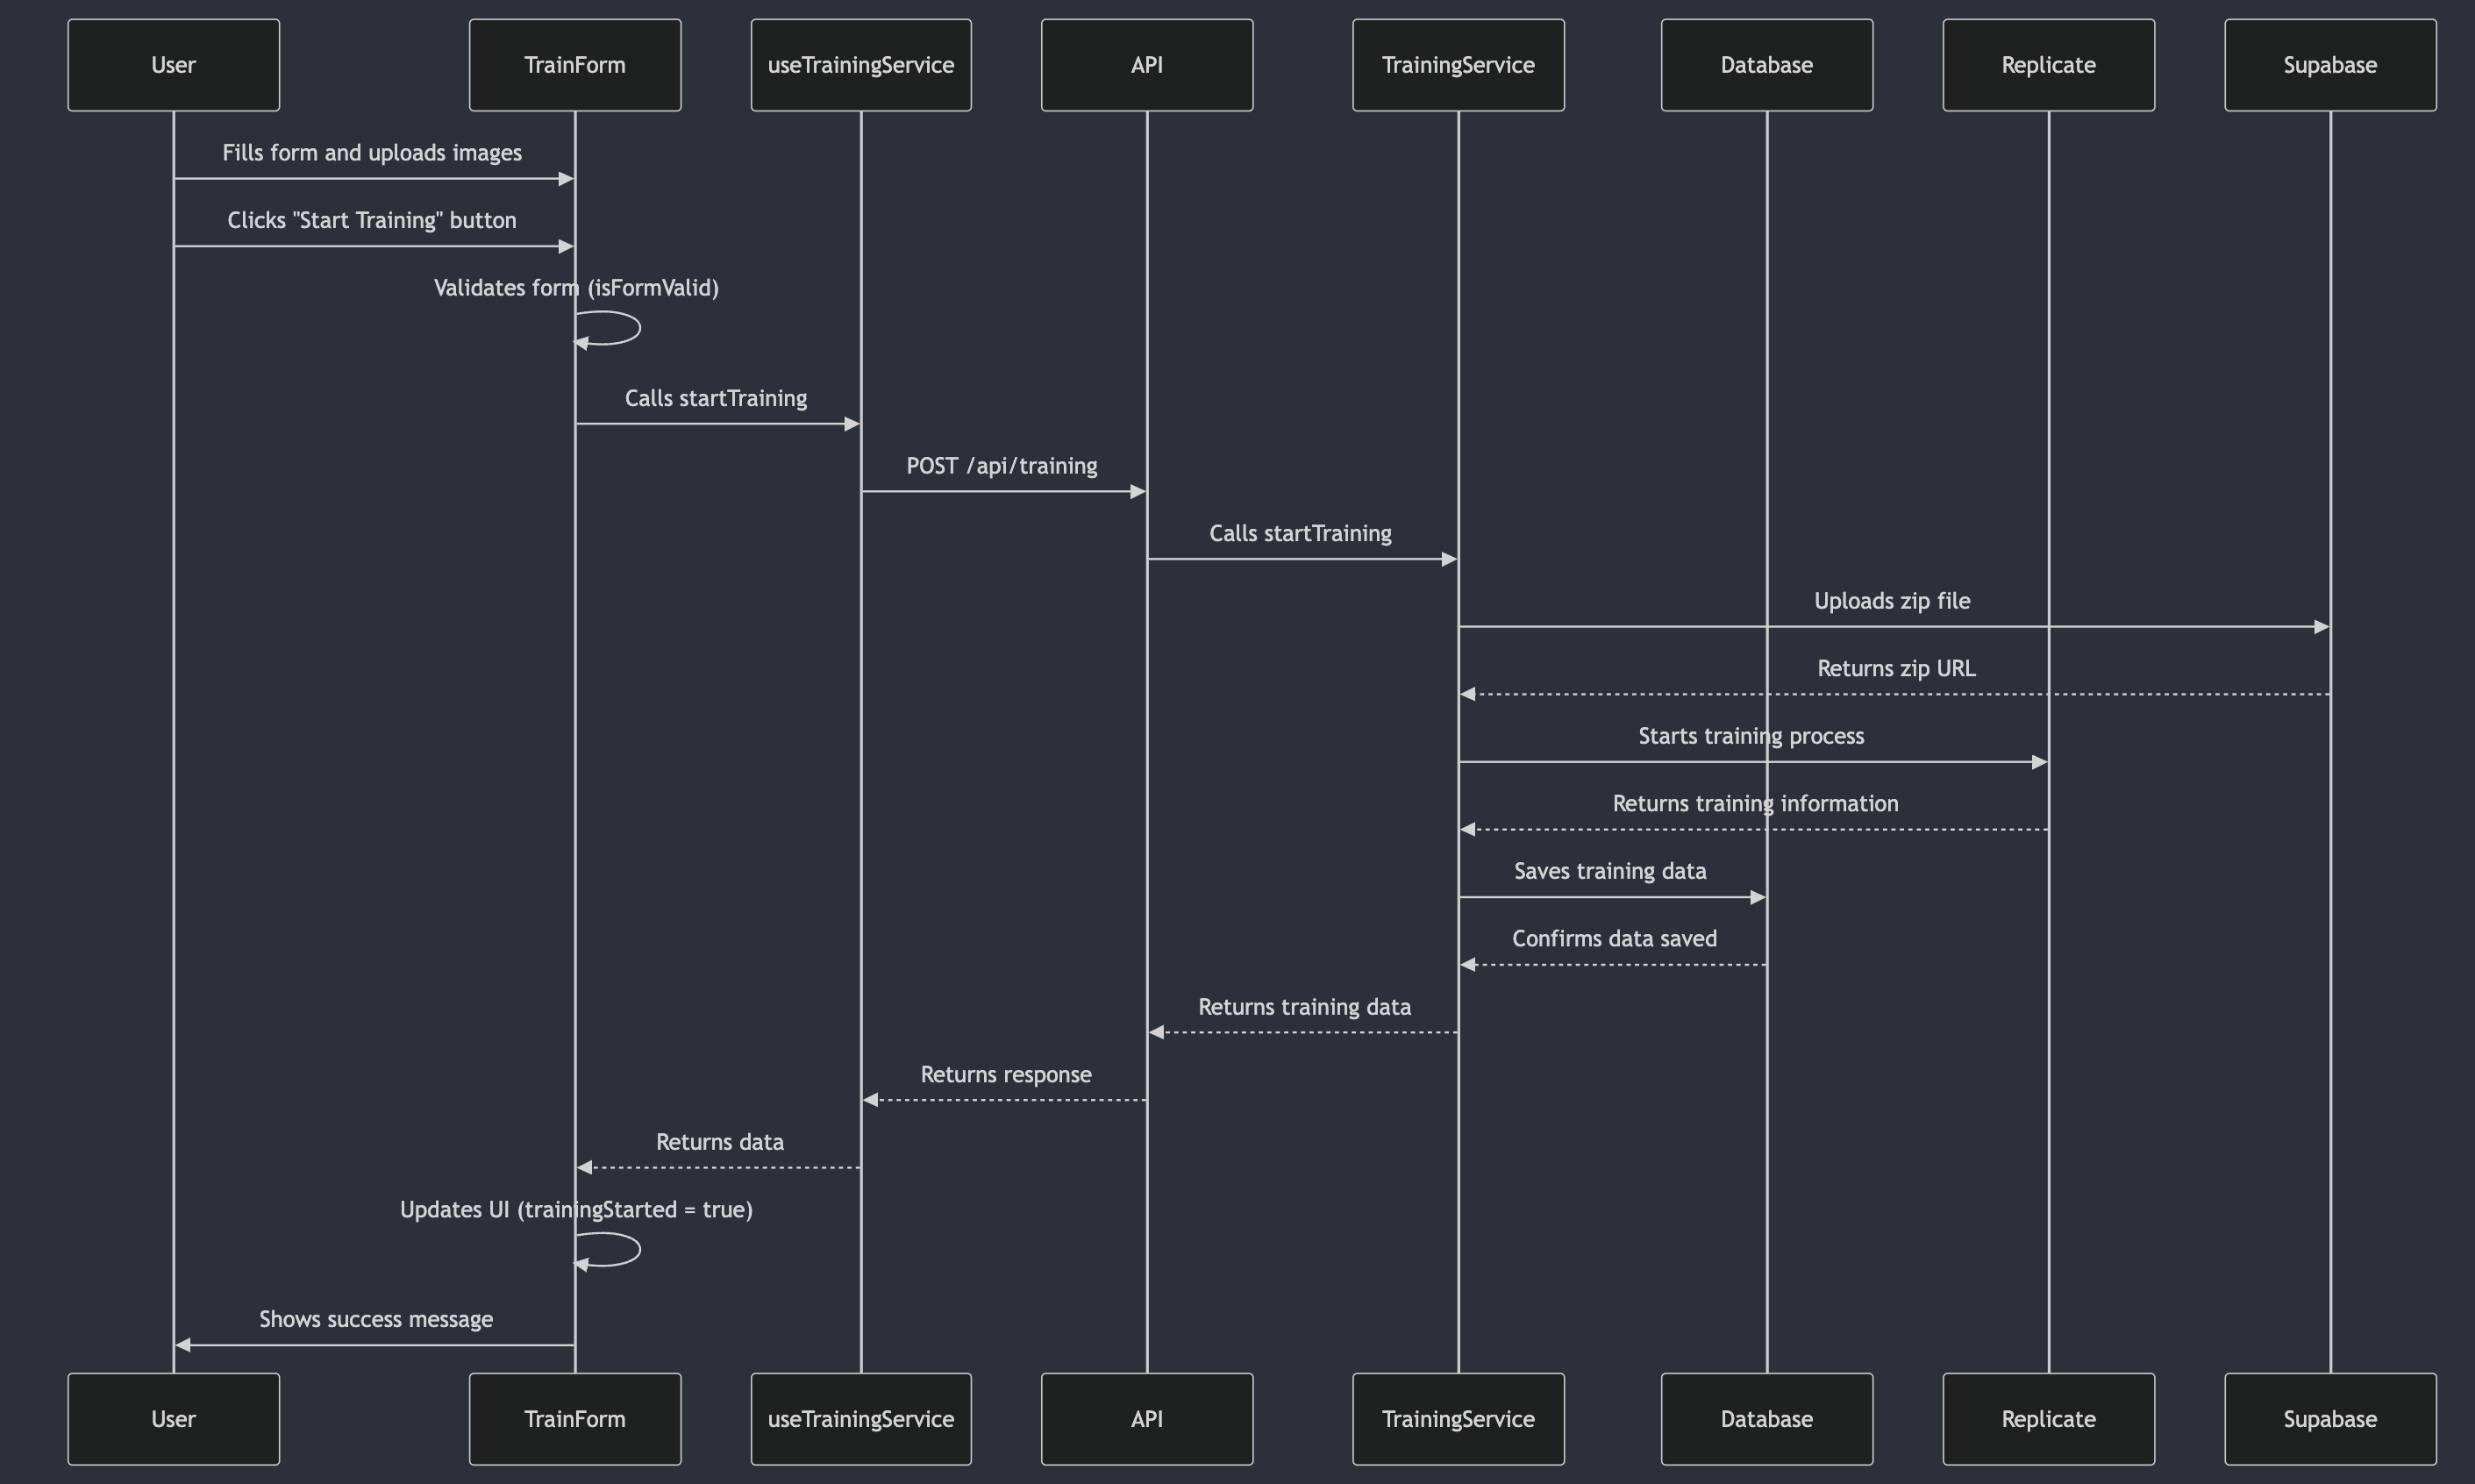 User
TrainForm
useTrainingService
API
TrainingService
Database
Replicate
Supabase
Fills form and uploads images
Clicks "Start Training" button
Validates form (isFormValid)
Calls startTraining
POST /api/training
Calls startTraining
Uploads zip file
Returns zip URL
Starts training process
Returns training information
Saves training data
Confirms data saved
Returns training data
Returns response
Returns data
Updates UI (trainingStarted = true)
Shows success message
User
TrainForm
useTrainingService
API
TrainingService
Database
Replicate
Supabase